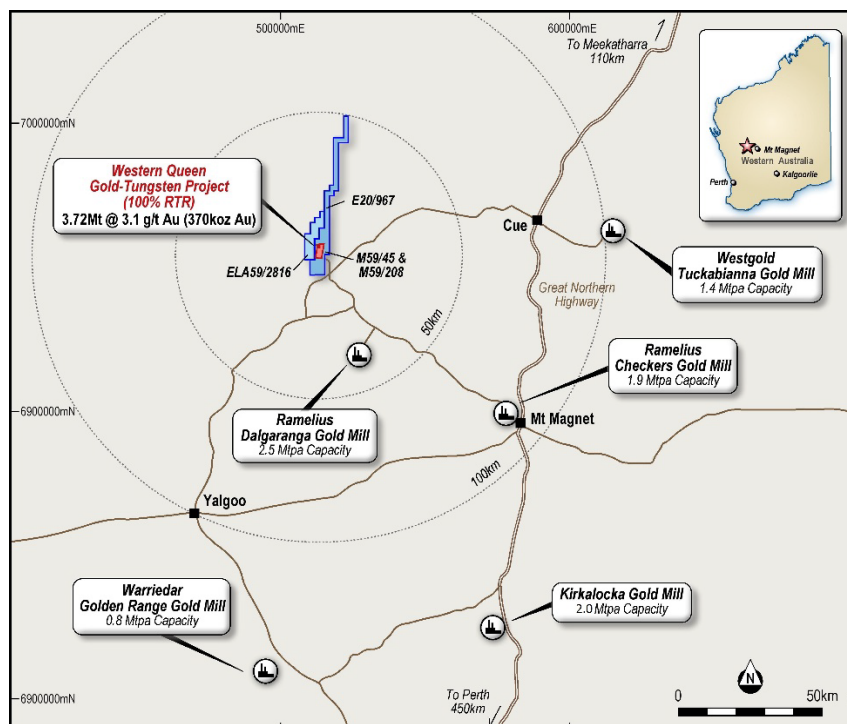 500000mE
600000mE
To Meekatharra
110km
7000000mN
Western Queen
Gold-Tungsten Project
(100% RTR)
3.72Mt @ 3.1 g/t Au (370koz Au)
E20/967
ELA59/2816
M59/45 &
M59/208
Mt Magnet
Western Australia
Perth
Kalgoorlie
Cue
Westgold
Tuckabianna Gold Mill
1.4 Mtpa Capacity
Great Northern
Highway
50km
Ramelius
Checkers Gold Mill
1.9 Mtpa Capacity
6900000mN
Ramelius
Dalgaranga Gold Mill
2.5 Mtpa Capacity
Mt Magnet
100km
Yalgoo
Warriedar
Golden Range Gold Mill
0.8 Mtpa Capacity
Kirkalocka Gold Mill
2.0 Mtpa Capacity
6900000mN
To Perth
450km
N
0
50km